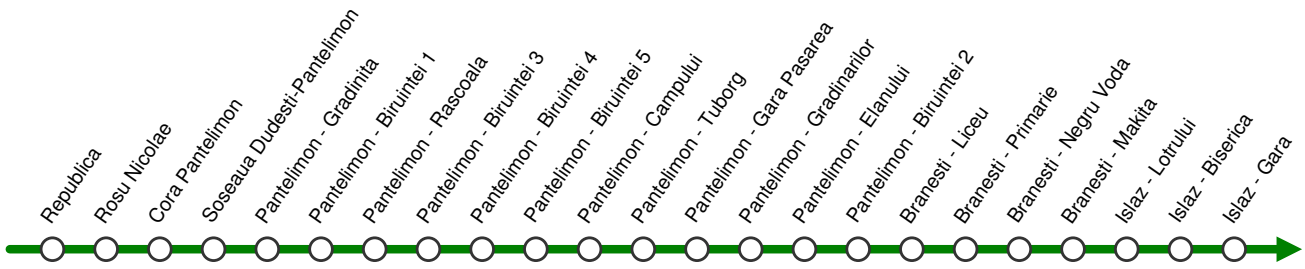 Republica
Rosu Nicolae
Cora Pantelimon
Soseaua Dudesti-Pantelimon
Pantelimon - Gradinita
Pantelimon - Biruintei 1
Pantelimon - Rascoala
Pantelimon - Biruintei 3
Pantelimon - Biruintei 4
Pantelimon - Biruintei 5
Pantelimon - Campului
Pantelimon - Tuborg
Pantelimon - Gara Pasarea
Pantelimon - Gradinarilor
Pantelimon - Elanului
Pantelimon - Biruintei 2
Branesti - Liceu
Branesti - Primarie
Branesti - Negru Voda
Branesti - Makita
Islaz - Lotrului
Islaz - Biserica
Islaz - Gara